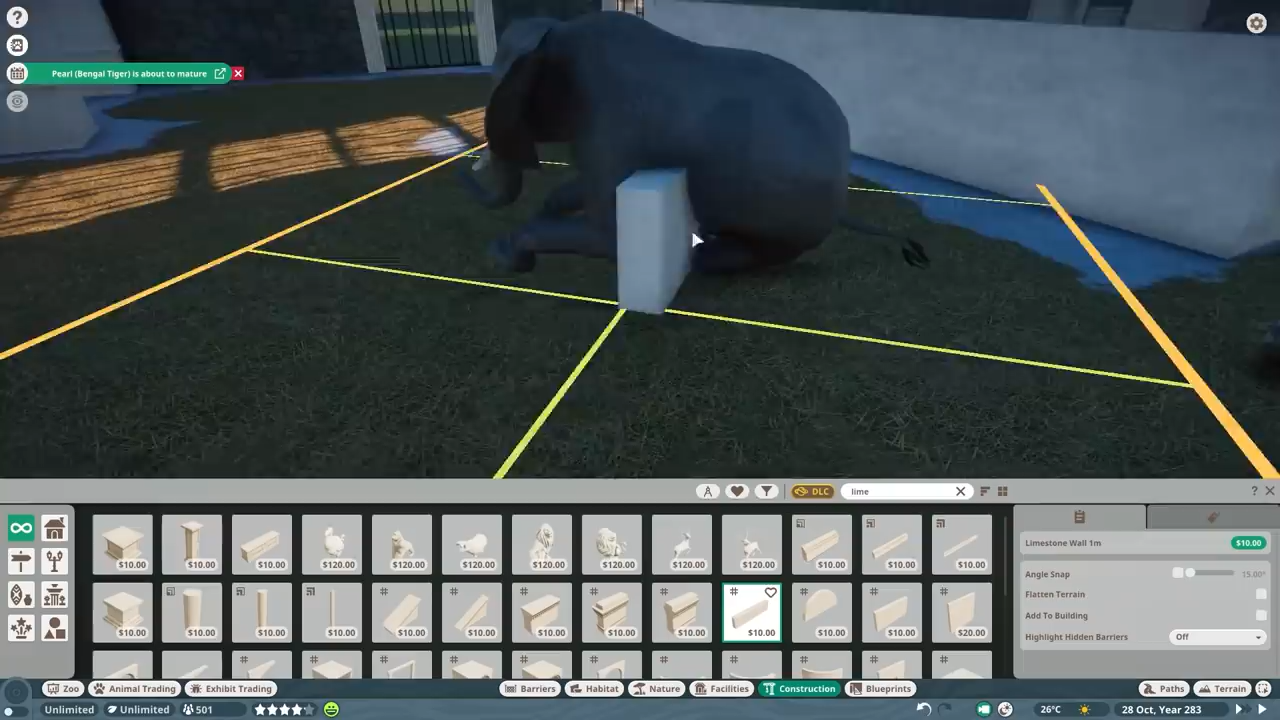 ?
Pearl (Bengal Tiger) is about to mature
DLC
lime
?
$10.00 $10.00 $10.00 $120.00 $120.00 $120.00 $120.00 $120.00 $120.00 $120.00 $10.00 $10.00 $10.00
$10.00 $10.00 $10.00 $10.00 $10.00 $10.00 $10.00 $10.00 $10.00 $10.00 $10.00 $10.00 $20.00
Limestone Wall 1m $10.00
Angle Snap 15.00°
Flatten Terrain
Add To Building
Highlight Hidden Barriers Off
Zoo Animal Trading Exhibit Trading Barriers Habitat Nature Facilities Construction Blueprints Paths Terrain
Unlimited Unlimited 501 26°C 28 Oct, Year 283